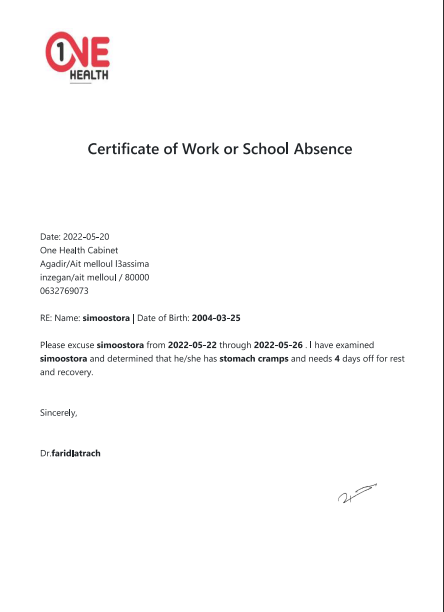 1NE
HEALTH
Certificate of Work or School Absence
Date: 2022-05-20
One Health Cabinet
Agadir/Ait melloul l3assima
inzegan/ait melloul / 80000
0632769073
RE: Name: simoostora | Date of Birth: 2004-03-25
Please excuse simoostora from 2022-05-22 through 2022-05-26 . I have examined
simoostora and determined that he/she has stomach cramps and needs 4 days off for rest
and recovery.
Sincerely,
Dr.faridlatrach